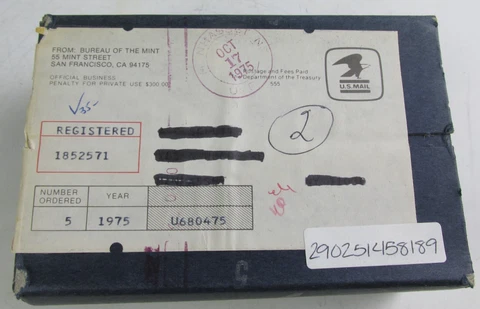 FROM: BUREAU OF THE MINT
55 MINT STREET
SAN FRANCISCO, CA 94175
OFFICIAL BUSINESS
PENALTY FOR PRIVATE USE $300.00
OCT
17
1975
Postage and Fees Paid
Department of the Treasury
U.S. MAIL
REGISTERED
1852571
2
NUMBER ORDERED YEAR
5 1975 U680475
2902514158189